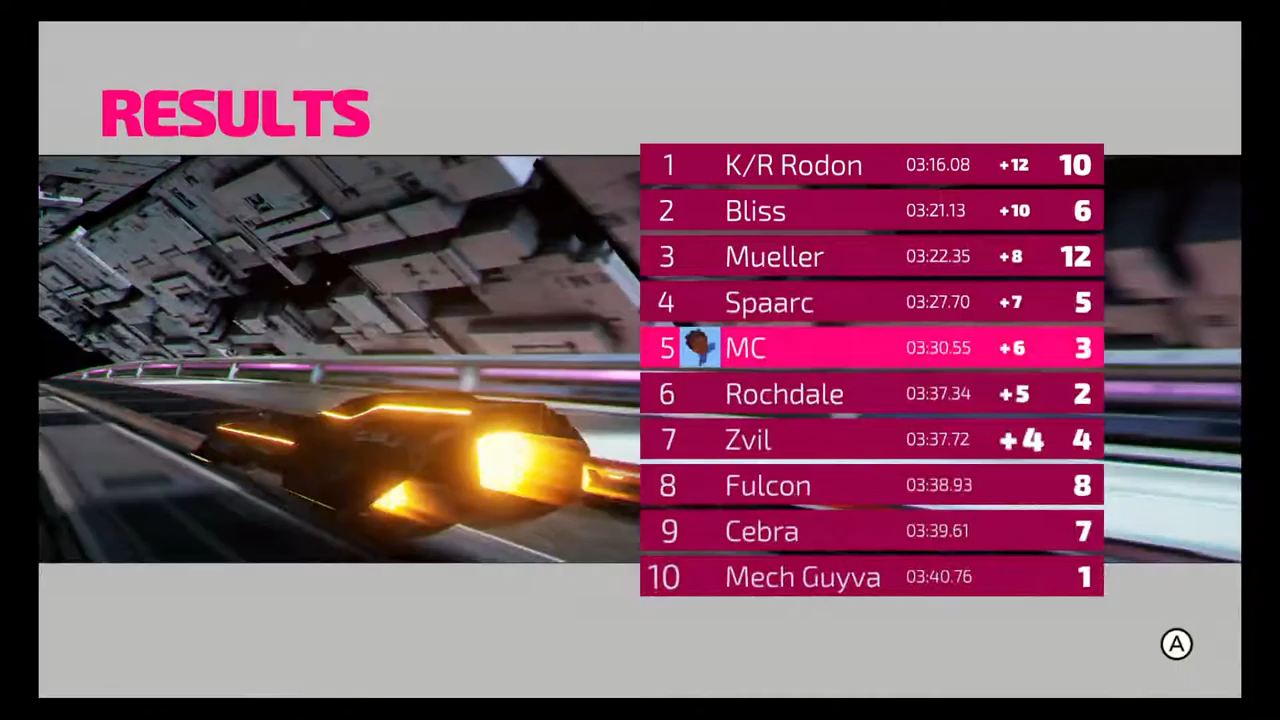 RESULTS
1 K/R Rodon 03:16.08 +12 10
2 Bliss 03:21.13 +10 6
3 Mueller 03:22.35 +8 12
4 Spaarc 03:27.70 +7 5
5 MC 03:30.55 +6 3
6 Rochdale 03:37.34 +5 2
7 Zvil 03:37.72 +4 4
8 Fulcon 03:38.93 8
9 Cebra 03:39.61 7
10 Mech Guyva 03:40.76 1
A